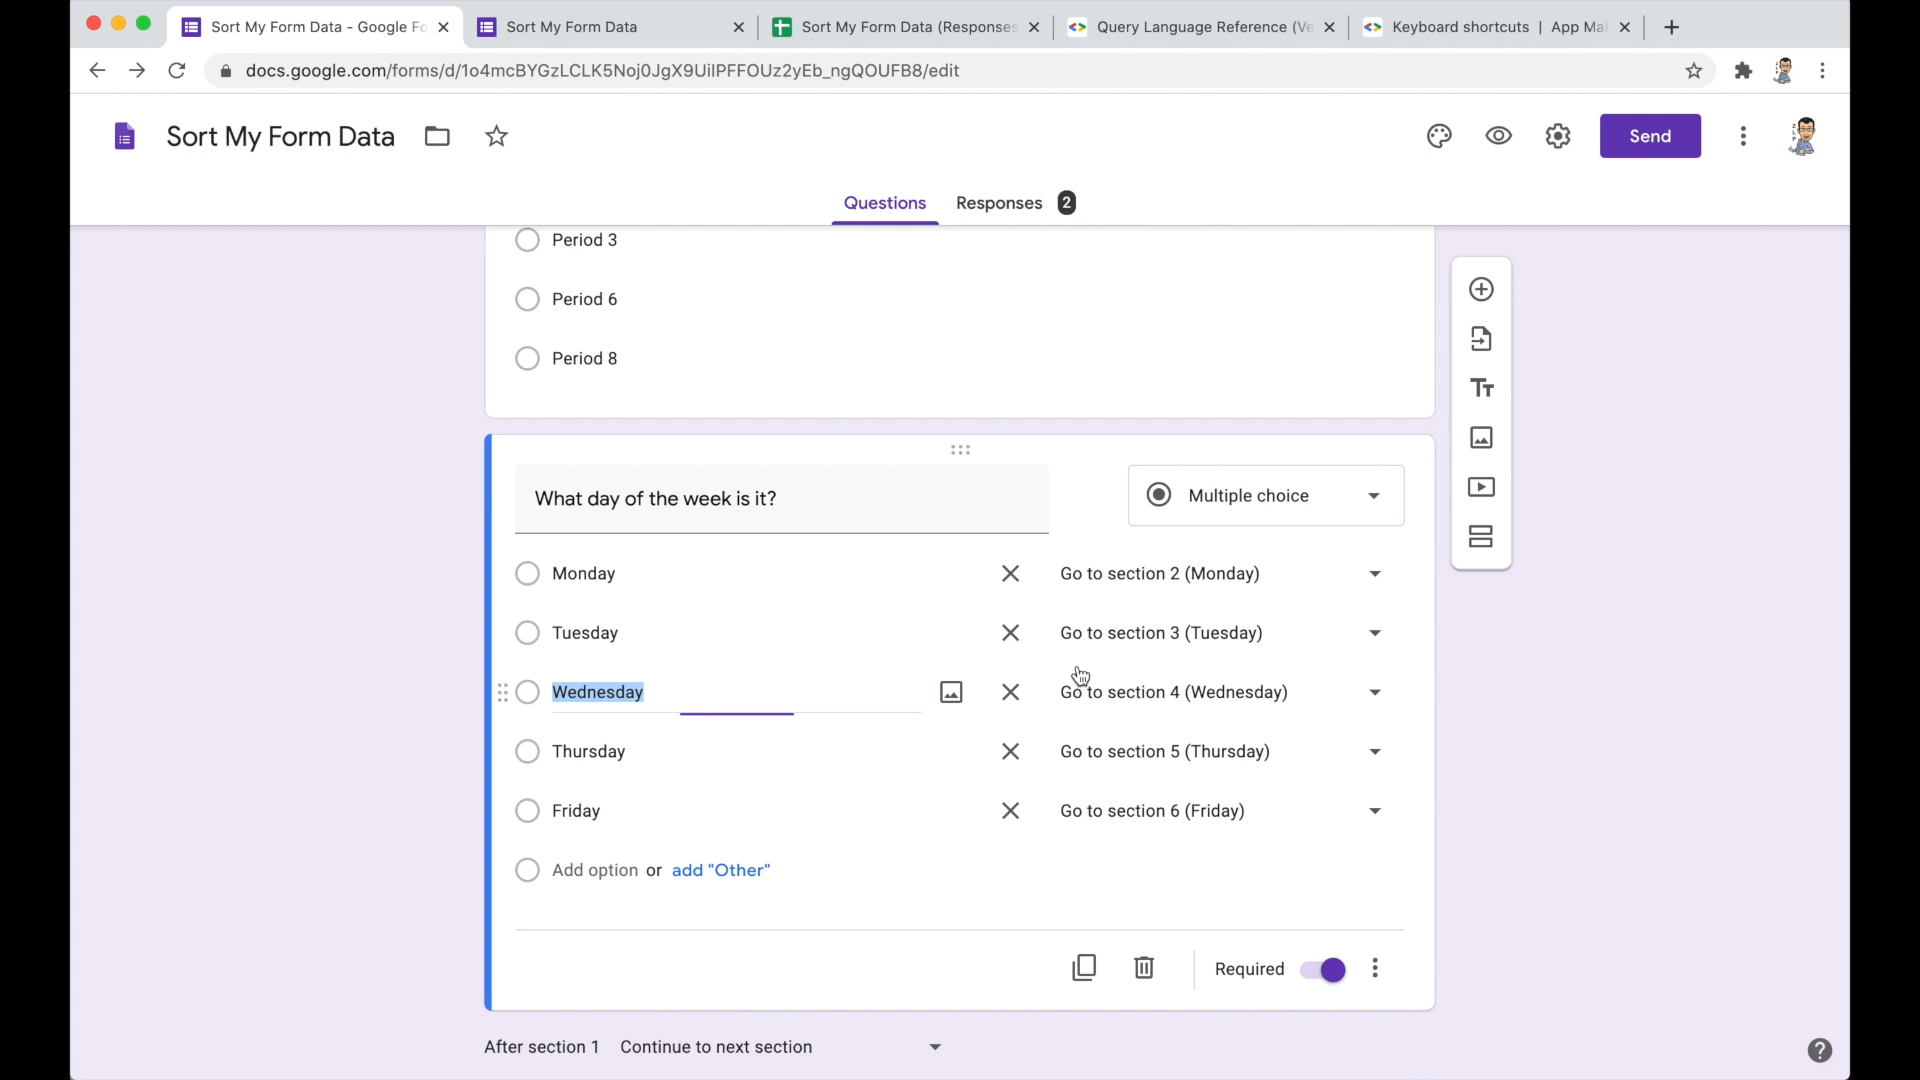 Sort My Form Data - Google Fo
Sort My Form Data
Sort My Form Data (Responses
Query Language Reference (Ve
Keyboard shortcuts | App Mak
docs.google.com/forms/d/1o4mcBYGzLCLK5Noj0JgX9UiIPFFOUz2yEb_ngQOUFB8/edit
Sort My Form Data
Send
Questions
Responses 2
Period 3
Period 6
Period 8
What day of the week is it?
Multiple choice
Monday
Go to section 2 (Monday)
Tuesday
Go to section 3 (Tuesday)
Wednesday
Go to section 4 (Wednesday)
Thursday
Go to section 5 (Thursday)
Friday
Go to section 6 (Friday)
Add option or add "Other"
Required
After section 1 Continue to next section